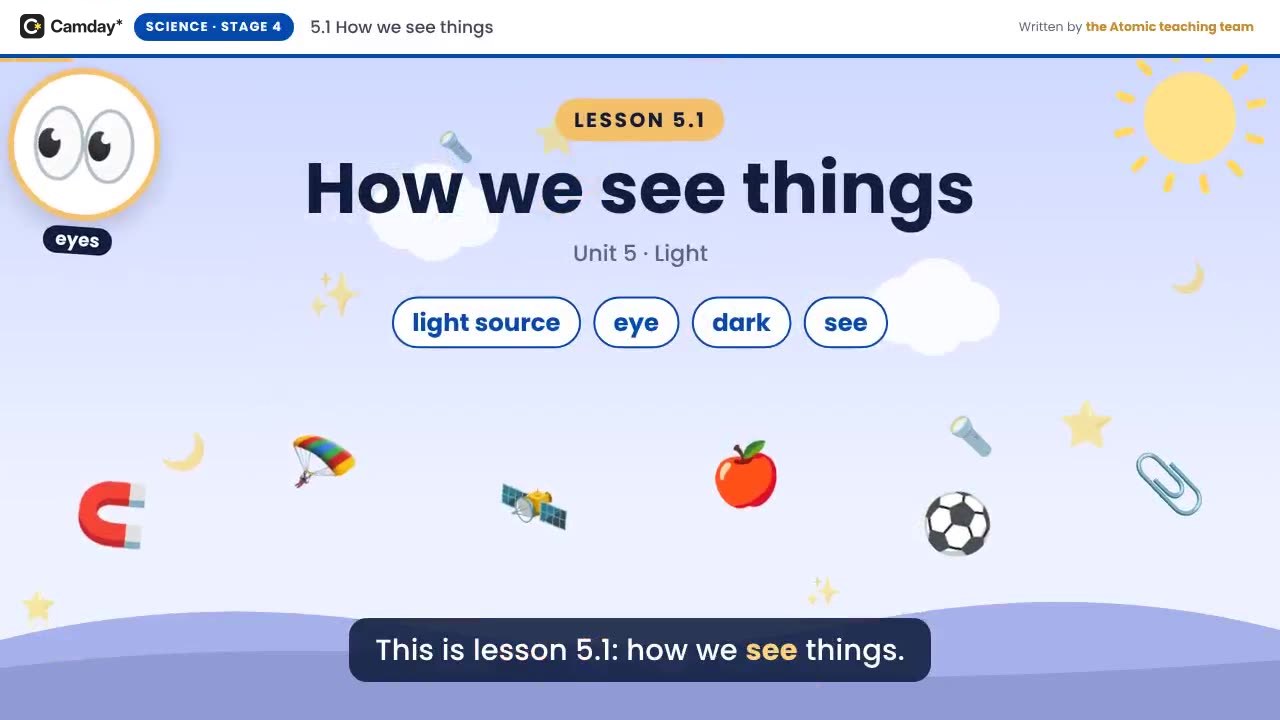 Camday*
SCIENCE · STAGE 4
5.1 How we see things
Written by the Atomic teaching team
eyes
LESSON 5.1
How we see things
Unit 5 · Light
light source
eye
dark
see
This is lesson 5.1: how we see things.